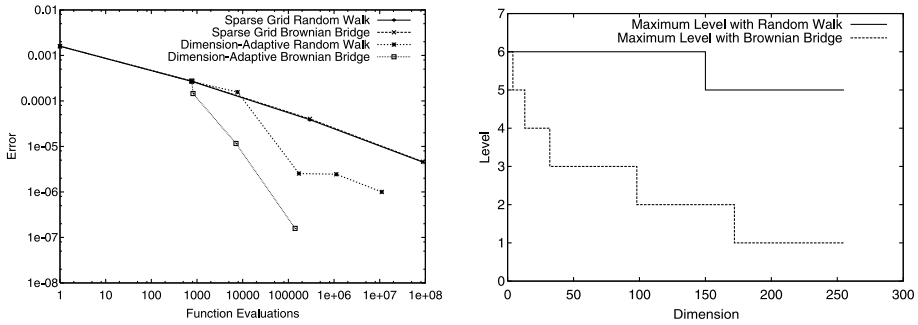 Sparse Grid Random Walk
Sparse Grid Brownian Bridge
Dimension-Adaptive Random Walk
Dimension-Adaptive Brownian Bridge
0.01
0.001
0.0001
1e-05
1e-06
1e-07
1e-08
Error
1 10 100 1000 10000 100000 1e+06 1e+07 1e+08
Function Evaluations
Maximum Level with Random Walk
Maximum Level with Brownian Bridge
7
6
5
4
3
2
1
0
Level
0 50 100 150 200 250 300
Dimension